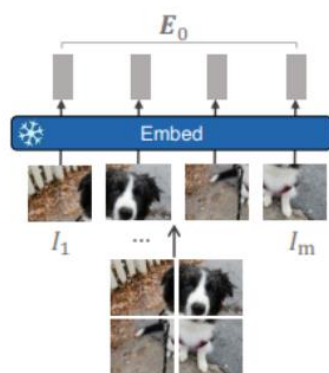 E₀
Embed
I₁ ... Iₘ